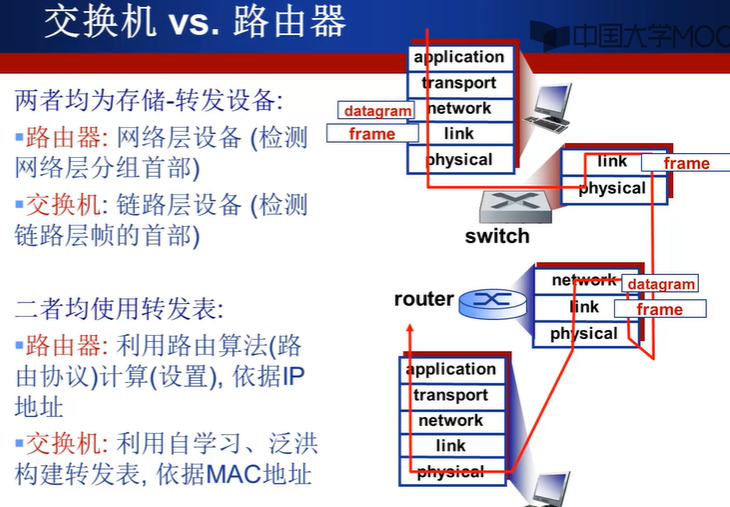 交换机 vs. 路由器
中国大学MOO
两者均为存储-转发设备:
▪路由器: 网络层设备 (检测
网络层分组首部)
▪交换机: 链路层设备 (检测
链路层帧的首部)
二者均使用转发表:
▪路由器: 利用路由算法(路
由协议)计算(设置), 依据IP
地址
▪交换机: 利用自学习、泛洪
构建转发表, 依据MAC地址
application
transport
datagram
network
frame
link
physical
link
frame
physical
switch
router
network
datagram
link
frame
physical
application
transport
network
link
physical